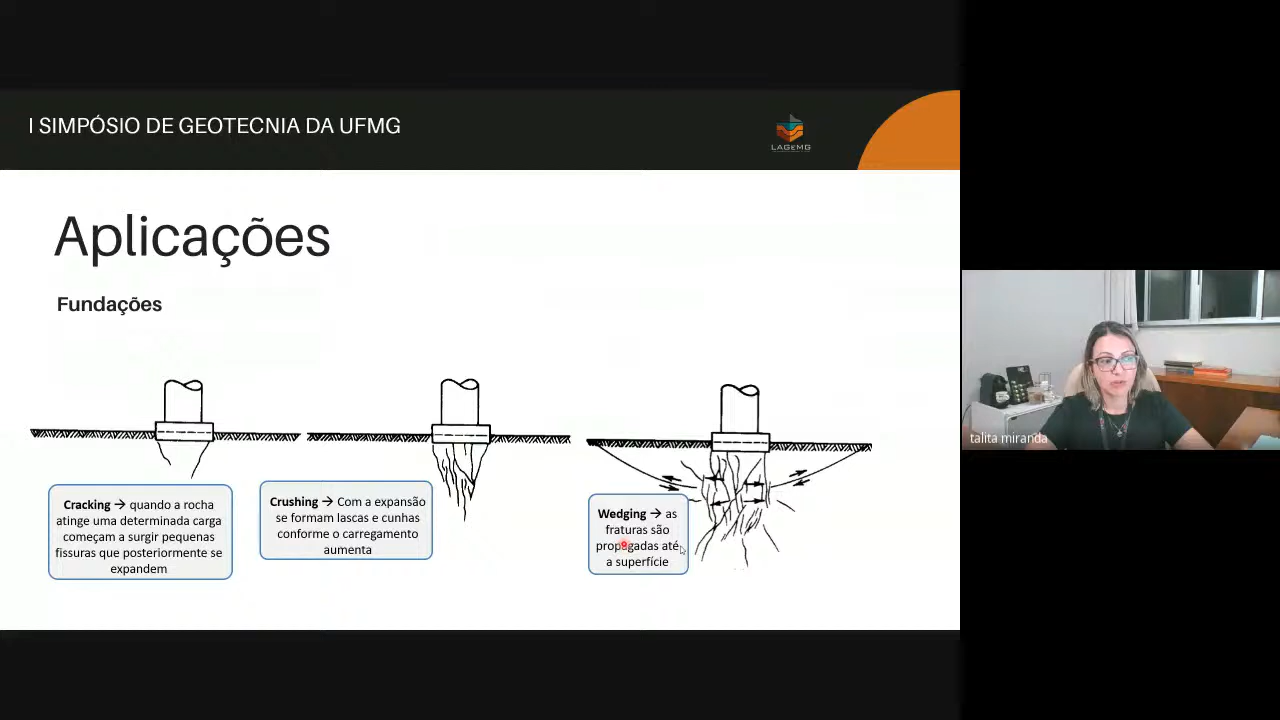 I SIMPÓSIO DE GEOTECNIA DA UFMG
LAGEMG
Aplicações
Fundações
Cracking → quando a rocha
atinge uma determinada carga
começam a surgir pequenas
fissuras que posteriormente se
expandem
Crushing → Com a expansão
se formam lascas e cunhas
conforme o carregamento
aumenta
Wedging → as
fraturas são
propagadas até
a superfície
talita miranda